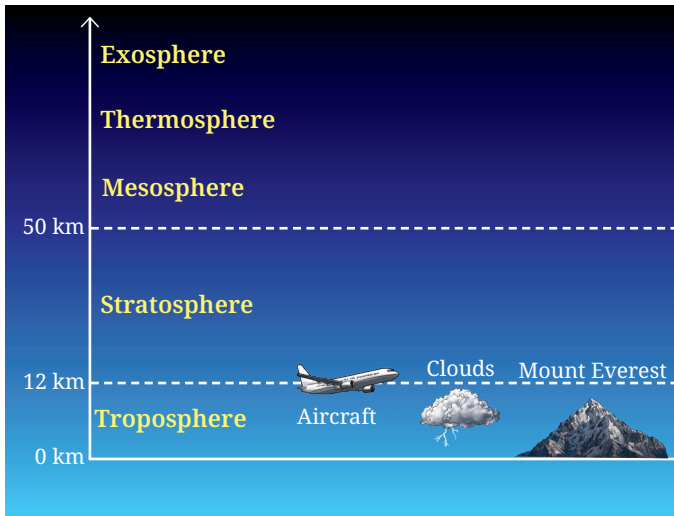 Exosphere
Thermosphere
Mesosphere
50 km
Stratosphere
Clouds
Mount Everest
12 km
Aircraft
Troposphere
0 km